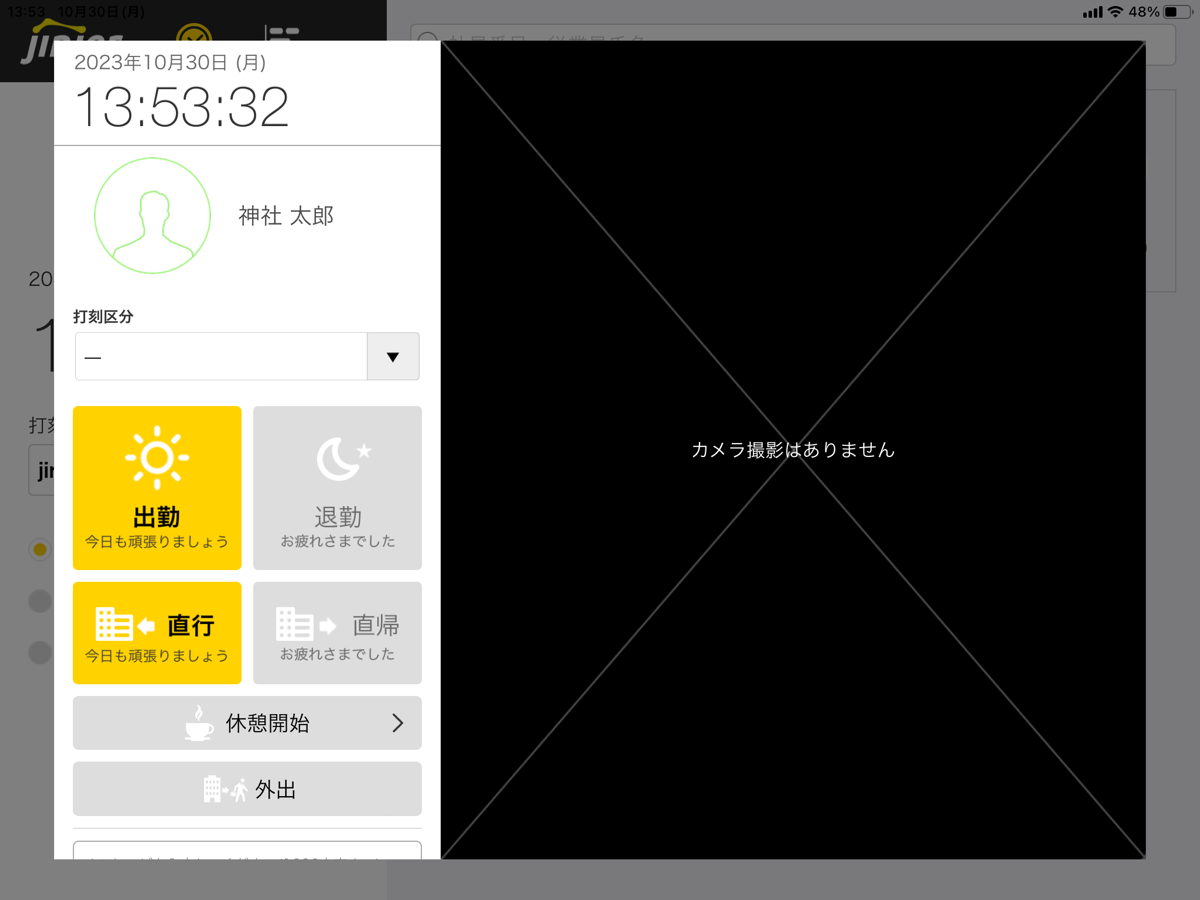 13:53 10月30日(月)
48%
2023年10月30日 (月)
13:53:32
神社 太郎
20
1
打刻区分
—
打
jin
カメラ撮影はありません
出勤
今日も頑張りましょう
退勤
お疲れさまでした
直行
今日も頑張りましょう
直帰
お疲れさまでした
休憩開始
外出